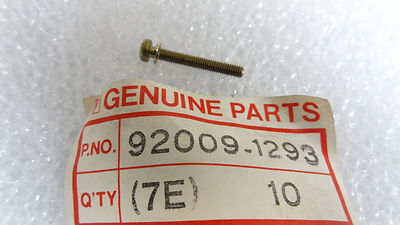 GENUINE PARTS
P.NO. 92009-1293
Q'TY (7E) 10